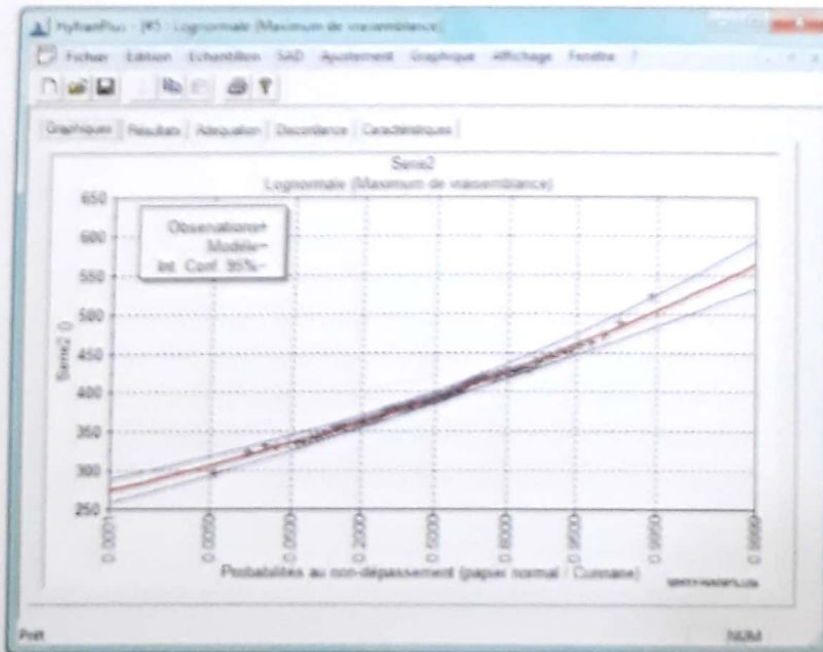 HyfranPlus - [#5 : Lognormale (Maximum de vraisemblance)]
Fichier Edition Echantillon SAD Ajustement Graphique Affichage Fenêtre ?
Graphiques Résultats Adéquation Discordance Caractéristiques
Serie2
Lognormale (Maximum de vraisemblance)
650
600
550
500
450
400
350
300
250
Serie2 ()
Observations+
Modèle-
Int. Conf. 95%-
0.0001
0.0050
0.0500
0.2000
0.5000
0.8000
0.9500
0.9999
Probabilités au non-dépassement (papier normal / Cunnane)
Prêt NUM